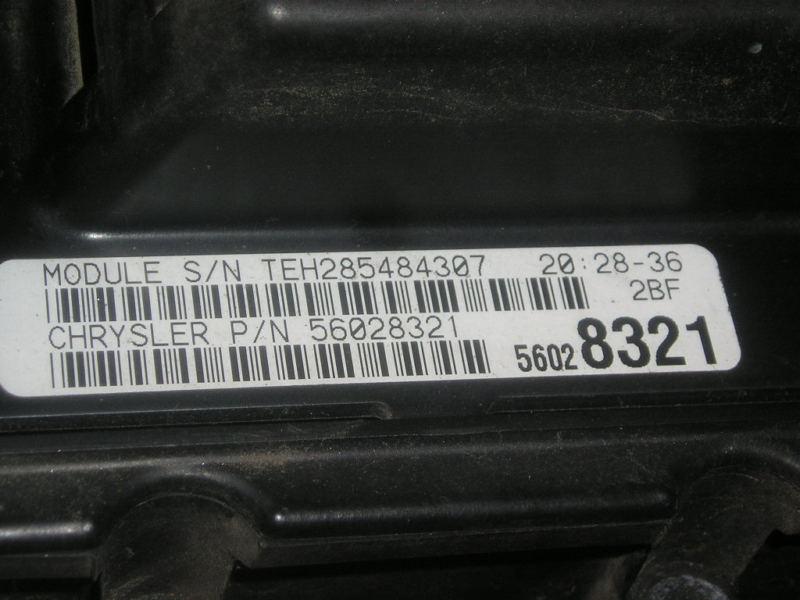 MODULE S/N TEH285484307 20:28-36
2BF
CHRYSLER P/N 56028321
56028321